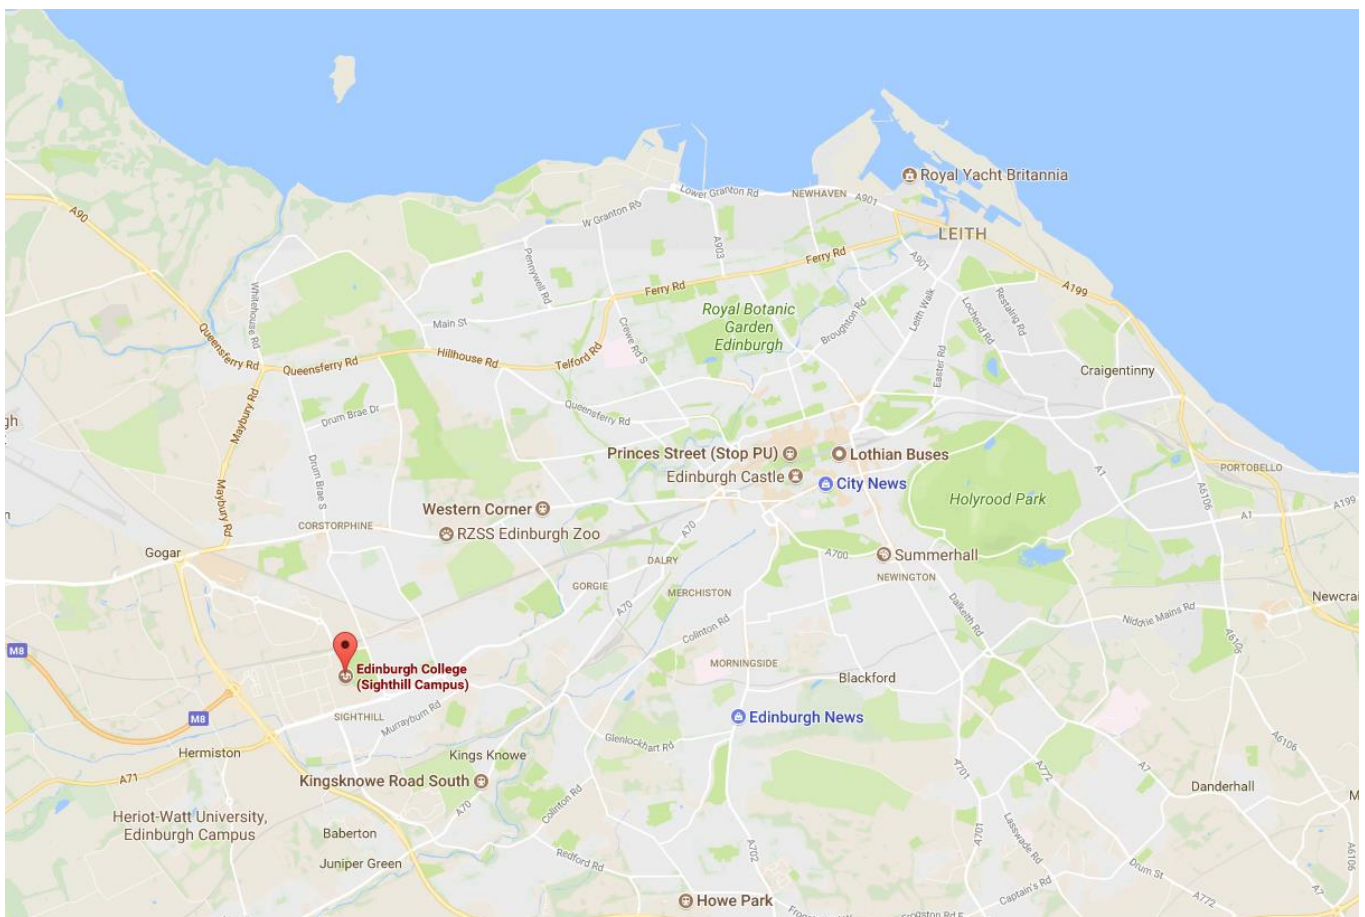 Royal Yacht Britannia
Lower Granton Rd
NEWHAVEN
A901
W Granton Rd
A90
LEITH
A903
Ferry Rd
A901
Pennywell Rd
Ferry Rd
A199
Whitehouse Rd
Royal Botanic
Garden
Edinburgh
Leith Walk
Lochend Rd
Restalrig Rd
Main St
Broughton Rd
Queensferry Rd
Crewe Rd S
Hillhouse Rd
Queensferry Rd
Telford Rd
Easter Rd
Craigentinny
Maybury Rd
Drum Brae Dr
Queensferry Rd
gh
Princes Street (Stop PU)
Lothian Buses
Edinburgh Castle
City News
A1
PORTOBELLO
Drum Brae S
Maybury Rd
Holyrood Park
A6106
A199
Western Corner
A1
CORSTORPHINE
RZSS Edinburgh Zoo
A70
Gogar
A700
Summerhall
DALRY
NEWINGTON
GORGIE
MERCHISTON
Newcrai
A70
Dalkeith Rd
Niddrie Mains Rd
Colinton Rd
M8
A6106
Edinburgh College
(Sighthill Campus)
MORNINGSIDE
Blackford
M8
SIGHTHILL
Murrayburn Rd
Edinburgh News
Hermiston
Kings Knowe
Glenlockhart Rd
A6106
A71
Kingsknowe Road South
A701
A772
A7
Danderhall
M
Heriot-Watt University,
Edinburgh Campus
A70
Colinton Rd
Baberton
A701
Lasswade Rd
Juniper Green
Redford Rd
A702
Drum St
A6106
A772
A7
Captain's Rd
Howe Park